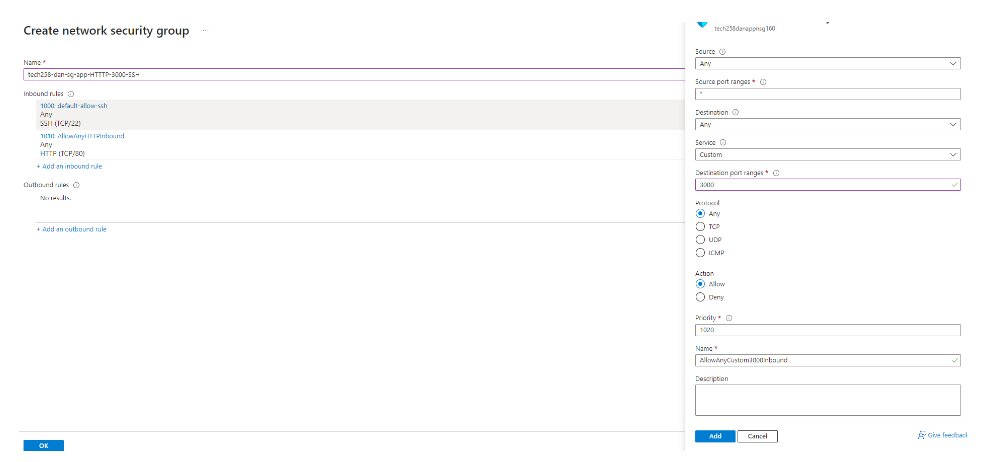 Create network security group
...
Name *
tech258-dan-sg-app-HTTTP-3000-SSH
Inbound rules
1000: default-allow-ssh
Any
SSH (TCP/22)
1010: AllowAnyHTTPInbound
Any
HTTP (TCP/80)
+ Add an inbound rule
Outbound rules
No results.
+ Add an outbound rule
OK
tech258danappnsg160
Source
Any
Source port ranges *
*
Destination
Any
Service
Custom
Destination port ranges *
3000
Protocol
Any
TCP
UDP
ICMP
Action
Allow
Deny
Priority *
1020
Name *
AllowAnyCustom3000Inbound
Description
Add
Cancel
Give feedback